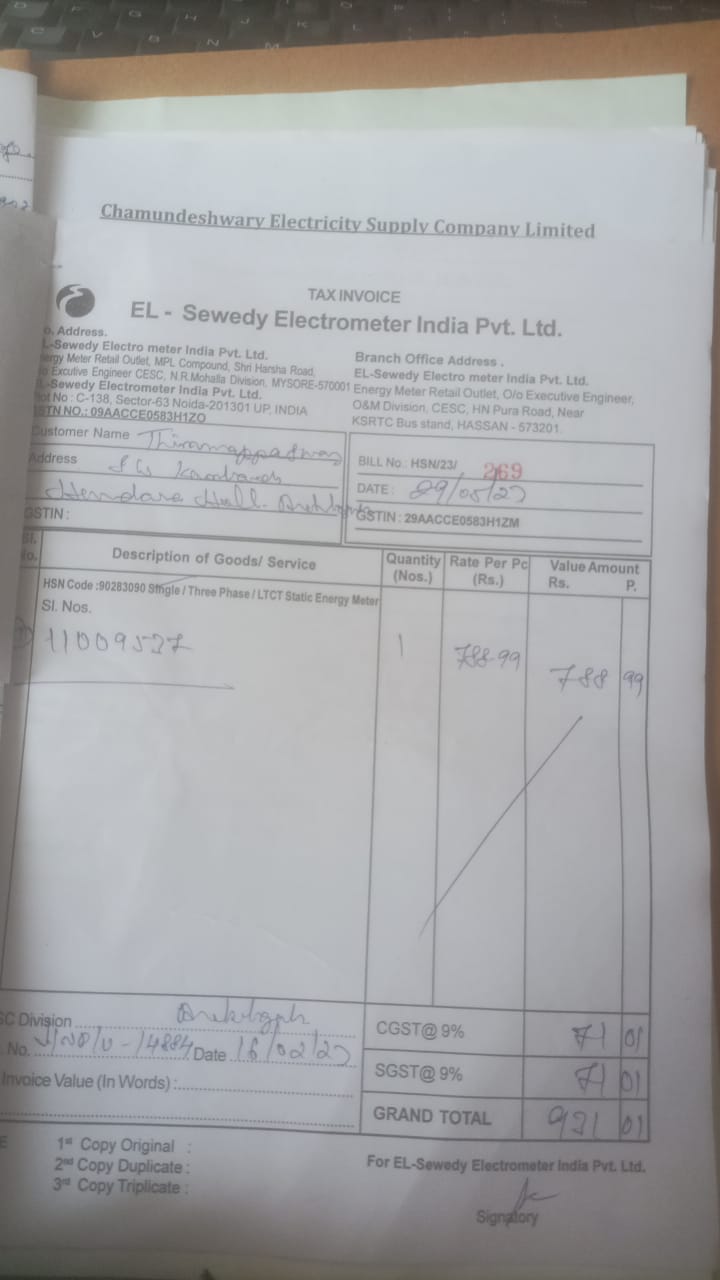 Chamundeshwary Electricity Supply Company Limited
TAX INVOICE
EL - Sewedy Electrometer India Pvt. Ltd.
o. Address.
L-Sewedy Electro meter India Pvt. Ltd.
ergy Meter Retail Outlet, MPL Compound, Shri Harsha Road,
o Excutive Engineer CESC, N.R.Mohalla Division, MYSORE-570001
L-Sewedy Electrometer India Pvt. Ltd.
lot No : C-138, Sector-63 Noida-201301 UP, INDIA
STN NO.: 09AACCE0583H1ZO
Branch Office Address .
EL-Sewedy Electro meter India Pvt. Ltd.
Energy Meter Retail Outlet, O/o Executive Engineer,
O&M Division, CESC, HN Pura Road, Near
KSRTC Bus stand, HASSAN - 573201.
Customer Name
Address
GSTIN :
BILL No.: HSN/23/ 269
DATE : 29/05/23
GSTIN : 29AACCE0583H1ZM
Sl. No. Description of Goods/ Service Quantity (Nos.) Rate Per Pc (Rs.) Value Amount Rs. P.
HSN Code :90283090 Single / Three Phase / LTCT Static Energy Meter
Sl. Nos.
1 11009537 1 788-99 788 99
SC Division
No. Date 16/02/23
Invoice Value (In Words) :
CGST@ 9% 71 01
SGST@ 9% 71 01
GRAND TOTAL 931 01
E
1st Copy Original :
2nd Copy Duplicate :
3rd Copy Triplicate :
For EL-Sewedy Electrometer India Pvt. Ltd.
Signatory